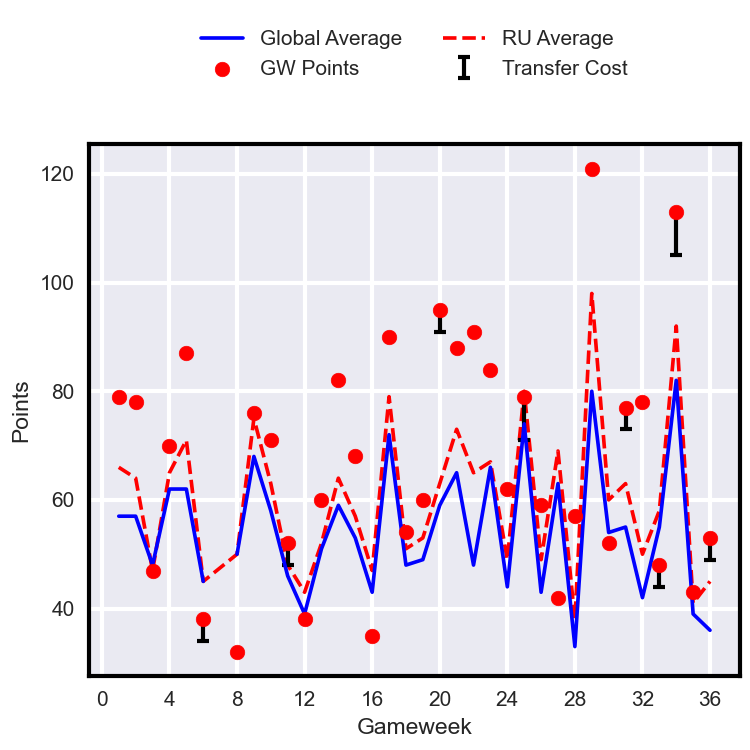 Global Average
RU Average
GW Points
Transfer Cost
120
100
80
60
40
Points
0 4 8 12 16 20 24 28 32 36
Gameweek